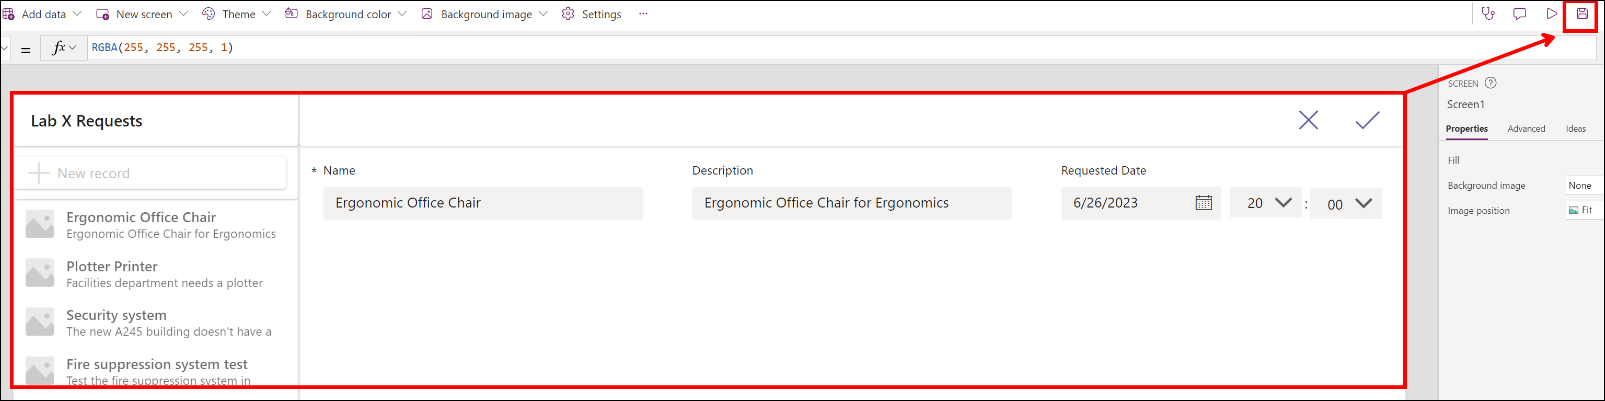 Add data New screen Theme Background color Background image Settings ...
= fx RGBA(255, 255, 255, 1)
SCREEN ?
Screen1
Properties Advanced Ideas
Fill
Background image None
Image position Fit
Lab X Requests
New record
Ergonomic Office Chair
Ergonomic Office Chair for Ergonomics
Plotter Printer
Facilities department needs a plotter
Security system
The new A245 building doesn't have a
Fire suppression system test
Test the fire suppression system in
* Name Description Requested Date
Ergonomic Office Chair Ergonomic Office Chair for Ergonomics 6/26/2023 20 : 00